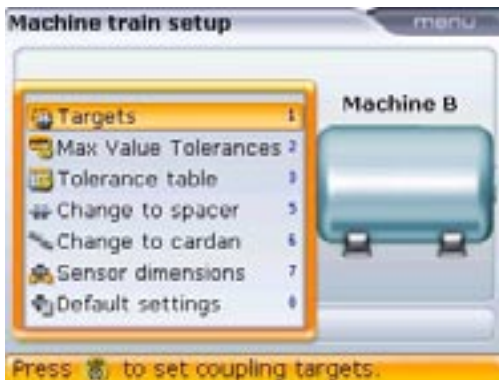 Machine train setup
menu
Machine B
Targets 1
Max Value Tolerances 2
Tolerance table 3
Change to spacer 5
Change to cardan 6
Sensor dimensions 7
Default settings 0
Press to set coupling targets.